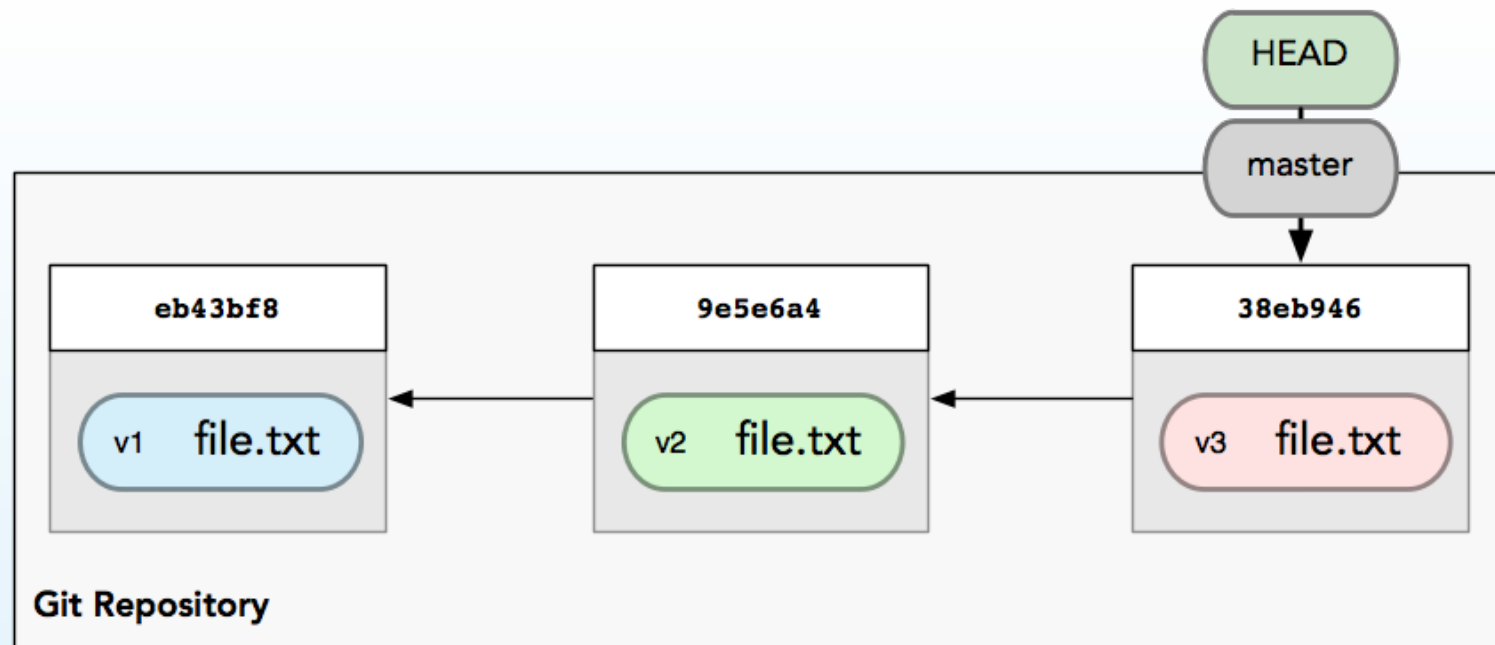 HEAD
master
eb43bf8
9e5e6a4
38eb946
v1 file.txt
v2 file.txt
v3 file.txt
Git Repository